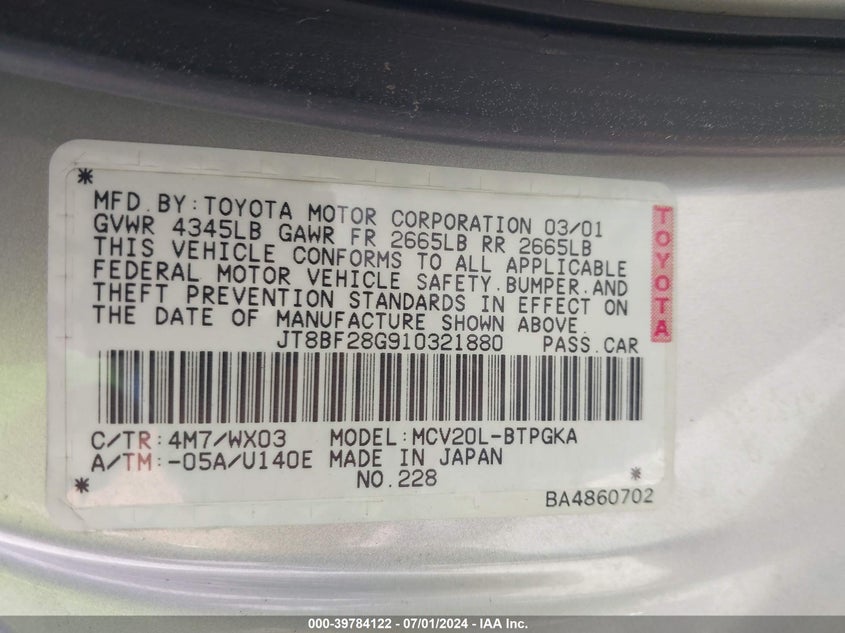 MFD.BY:TOYOTA MOTOR CORPORATION 03/01
GVWR 4345LB GAWR FR 2665LB RR 2665LB
THIS VEHICLE CONFORMS TO ALL APPLICABLE
FEDERAL MOTOR VEHICLE SAFETY.BUMPER.AND
THEFT PREVENTION STANDARDS IN EFFECT ON
THE DATE OF MANUFACTURE SHOWN ABOVE.
JT8BF28G910321880 PASS.CAR
C/TR:4M7/WX03 MODEL:MCV20L-BTPGKA
A/TM:-05A/U140E MADE IN JAPAN
NO.228
BA4860702
TOYOTA
000-39784122 - 07/01/2024 - IAA Inc.